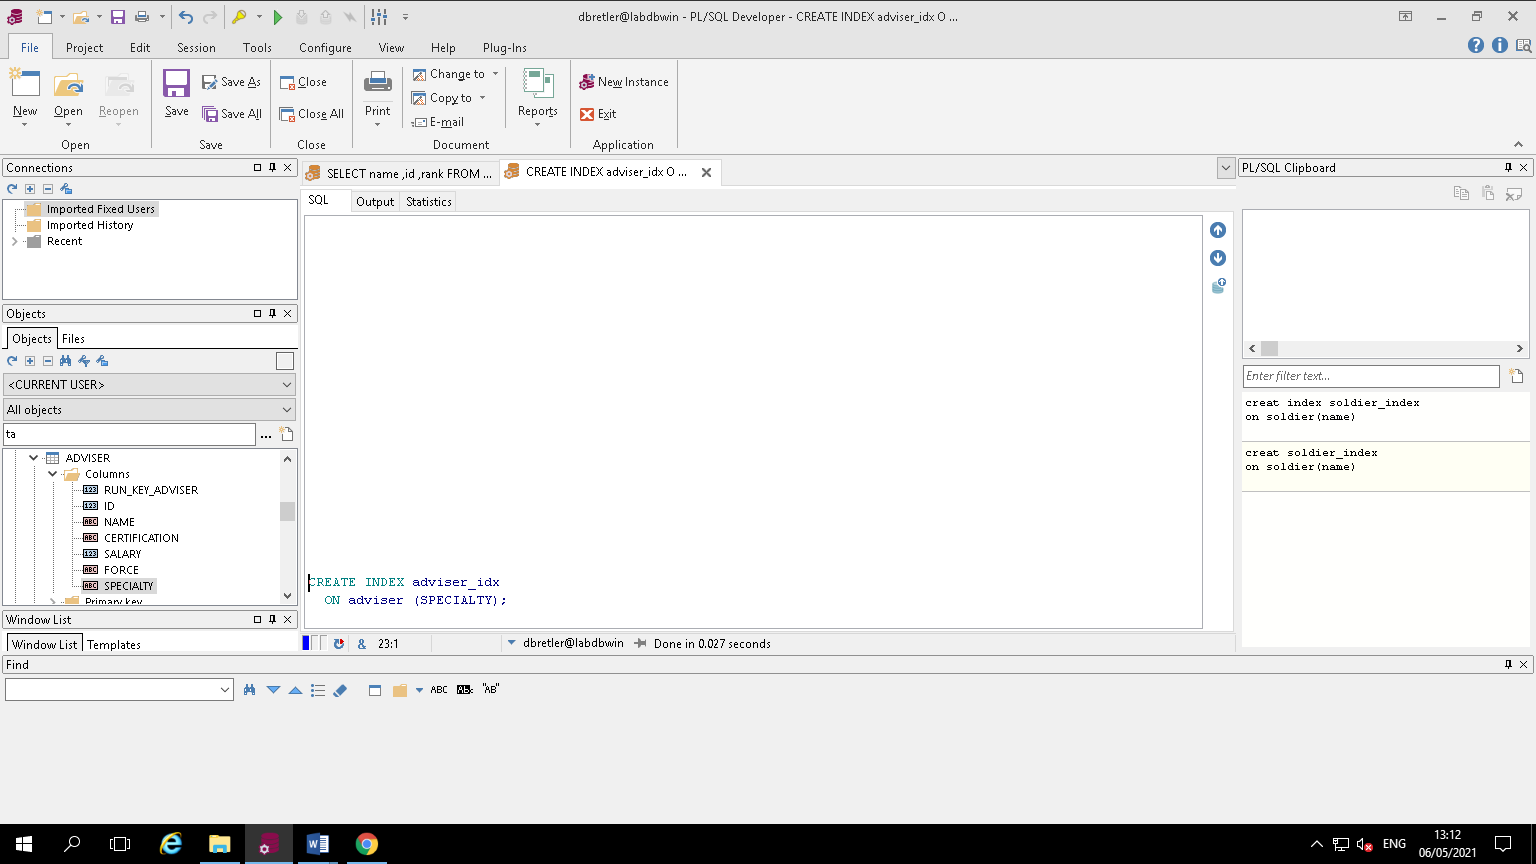 dbretler@labdbwin - PL/SQL Developer - CREATE INDEX adviser_idx O ...
File Project Edit Session Tools Configure View Help Plug-Ins
New Open Reopen
Open
Save Save As Save All
Save
Close Close All
Close
Print Change to Copy to E-mail Reports
Document
New Instance
Exit
Application
Connections
Imported Fixed Users
Imported History
Recent
Objects
Objects Files
<CURRENT USER>
All objects
ta ...
ADVISER
Columns
RUN_KEY_ADVISER
ID
NAME
CERTIFICATION
SALARY
FORCE
SPECIALTY
Primary key
Window List
Window List Templates
SELECT name ,id ,rank FROM ... CREATE INDEX adviser_idx O ...
SQL Output Statistics
CREATE INDEX adviser_idx
ON adviser (SPECIALTY);
& 23:1 dbretler@labdbwin Done in 0.027 seconds
PL/SQL Clipboard
Enter filter text...
creat index soldier_index
on soldier(name)
creat soldier_index
on soldier(name)
Find
ABC AB "AB"
ENG 13:12
06/05/2021